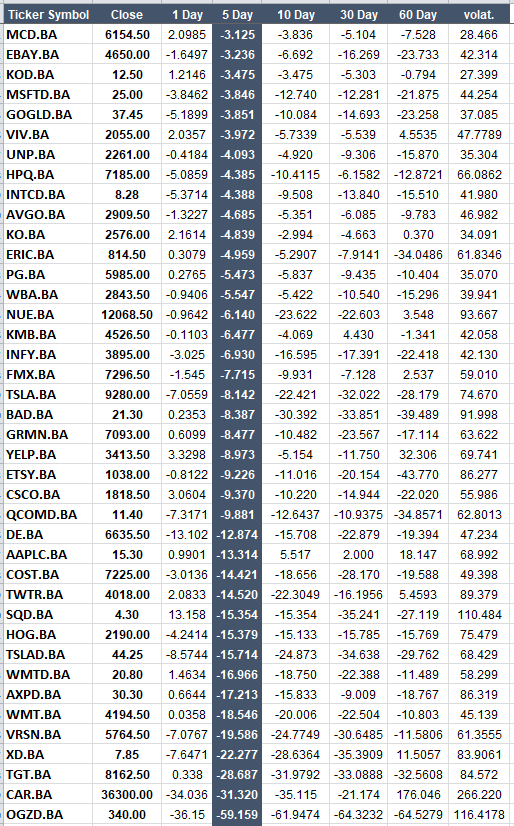 Ticker Symbol Close 1 Day 5 Day 10 Day 30 Day 60 Day volat.
MCD.BA 6154.50 2.0985 -3.125 -3.836 -5.104 -7.528 28.466
EBAY.BA 4650.00 -1.6497 -3.236 -6.692 -16.269 -23.733 42.314
KOD.BA 12.50 1.2146 -3.475 -3.475 -5.303 -0.794 27.399
MSFTD.BA 25.00 -3.8462 -3.846 -12.740 -12.281 -21.875 44.254
GOGLD.BA 37.45 -5.1899 -3.851 -10.084 -14.693 -23.258 37.085
VIV.BA 2055.00 2.0357 -3.972 -5.7339 -5.539 4.5535 47.7789
UNP.BA 2261.00 -0.4184 -4.093 -4.920 -9.306 -15.870 35.304
HPQ.BA 7185.00 -5.0859 -4.385 -10.4115 -6.1582 -12.8721 66.0862
INTCD.BA 8.28 -5.3714 -4.388 -9.508 -13.840 -15.510 41.980
AVGO.BA 2909.50 -1.3227 -4.685 -5.351 -6.085 -9.783 46.982
KO.BA 2576.00 2.1614 -4.839 -2.994 -4.663 0.370 34.091
ERIC.BA 814.50 0.3079 -4.959 -5.2907 -7.9141 -34.0486 61.8346
PG.BA 5985.00 0.2765 -5.473 -5.837 -9.435 -10.404 35.070
WBA.BA 2843.50 -0.9406 -5.547 -5.422 -10.540 -15.296 39.941
NUE.BA 12068.50 -0.9642 -6.140 -23.622 -22.603 3.548 93.667
KMB.BA 4526.50 -0.1103 -6.477 -4.069 4.430 -1.341 42.058
INFY.BA 3895.00 -3.025 -6.930 -16.595 -17.391 -22.418 42.130
FMX.BA 7296.50 -1.545 -7.715 -9.931 -7.128 2.537 59.010
TSLA.BA 9280.00 -7.0559 -8.142 -22.421 -32.022 -28.179 74.670
BAD.BA 21.30 0.2353 -8.387 -30.392 -33.851 -39.489 91.998
GRMN.BA 7093.00 0.6099 -8.477 -10.482 -23.567 -17.114 63.622
YELP.BA 3413.50 3.3298 -8.973 -5.154 -11.750 32.306 69.741
ETSY.BA 1038.00 -0.8122 -9.226 -11.016 -20.154 -43.770 86.277
CSCO.BA 1818.50 3.0604 -9.370 -10.220 -14.944 -22.020 55.986
QCOMD.BA 11.40 -7.3171 -9.881 -12.6437 -10.9375 -34.8571 62.8013
DE.BA 6635.50 -13.102 -12.874 -15.708 -22.879 -19.394 47.234
AAPLC.BA 15.30 0.9901 -13.314 5.517 2.000 18.147 68.992
COST.BA 7225.00 -3.0136 -14.421 -18.656 -28.170 -19.588 49.398
TWTR.BA 4018.00 2.0833 -14.520 -22.3049 -16.1956 5.4593 89.379
SQD.BA 4.30 13.158 -15.354 -15.354 -35.241 -27.119 110.484
HOG.BA 2190.00 -4.2414 -15.379 -15.133 -15.785 -15.769 75.479
TSLAD.BA 44.25 -8.5744 -15.714 -24.873 -34.638 -29.762 68.429
WMTD.BA 20.80 1.4634 -16.966 -18.750 -22.388 -11.489 58.299
AXPD.BA 30.30 0.6644 -17.213 -15.833 -9.009 -18.767 86.319
WMT.BA 4194.50 0.0358 -18.546 -20.006 -22.504 -10.803 45.139
VRSN.BA 5764.50 -7.0767 -19.586 -24.7749 -30.6485 -11.5806 61.3555
XD.BA 7.85 -7.6471 -22.277 -28.6364 -35.3909 11.5057 83.9061
TGT.BA 8162.50 0.338 -28.687 -31.9792 -33.0888 -32.5608 84.572
CAR.BA 36300.00 -34.036 -31.320 -35.115 -21.174 176.046 266.220
OGZD.BA 340.00 -36.15 -59.159 -61.9474 -64.3232 -64.5279 116.4178